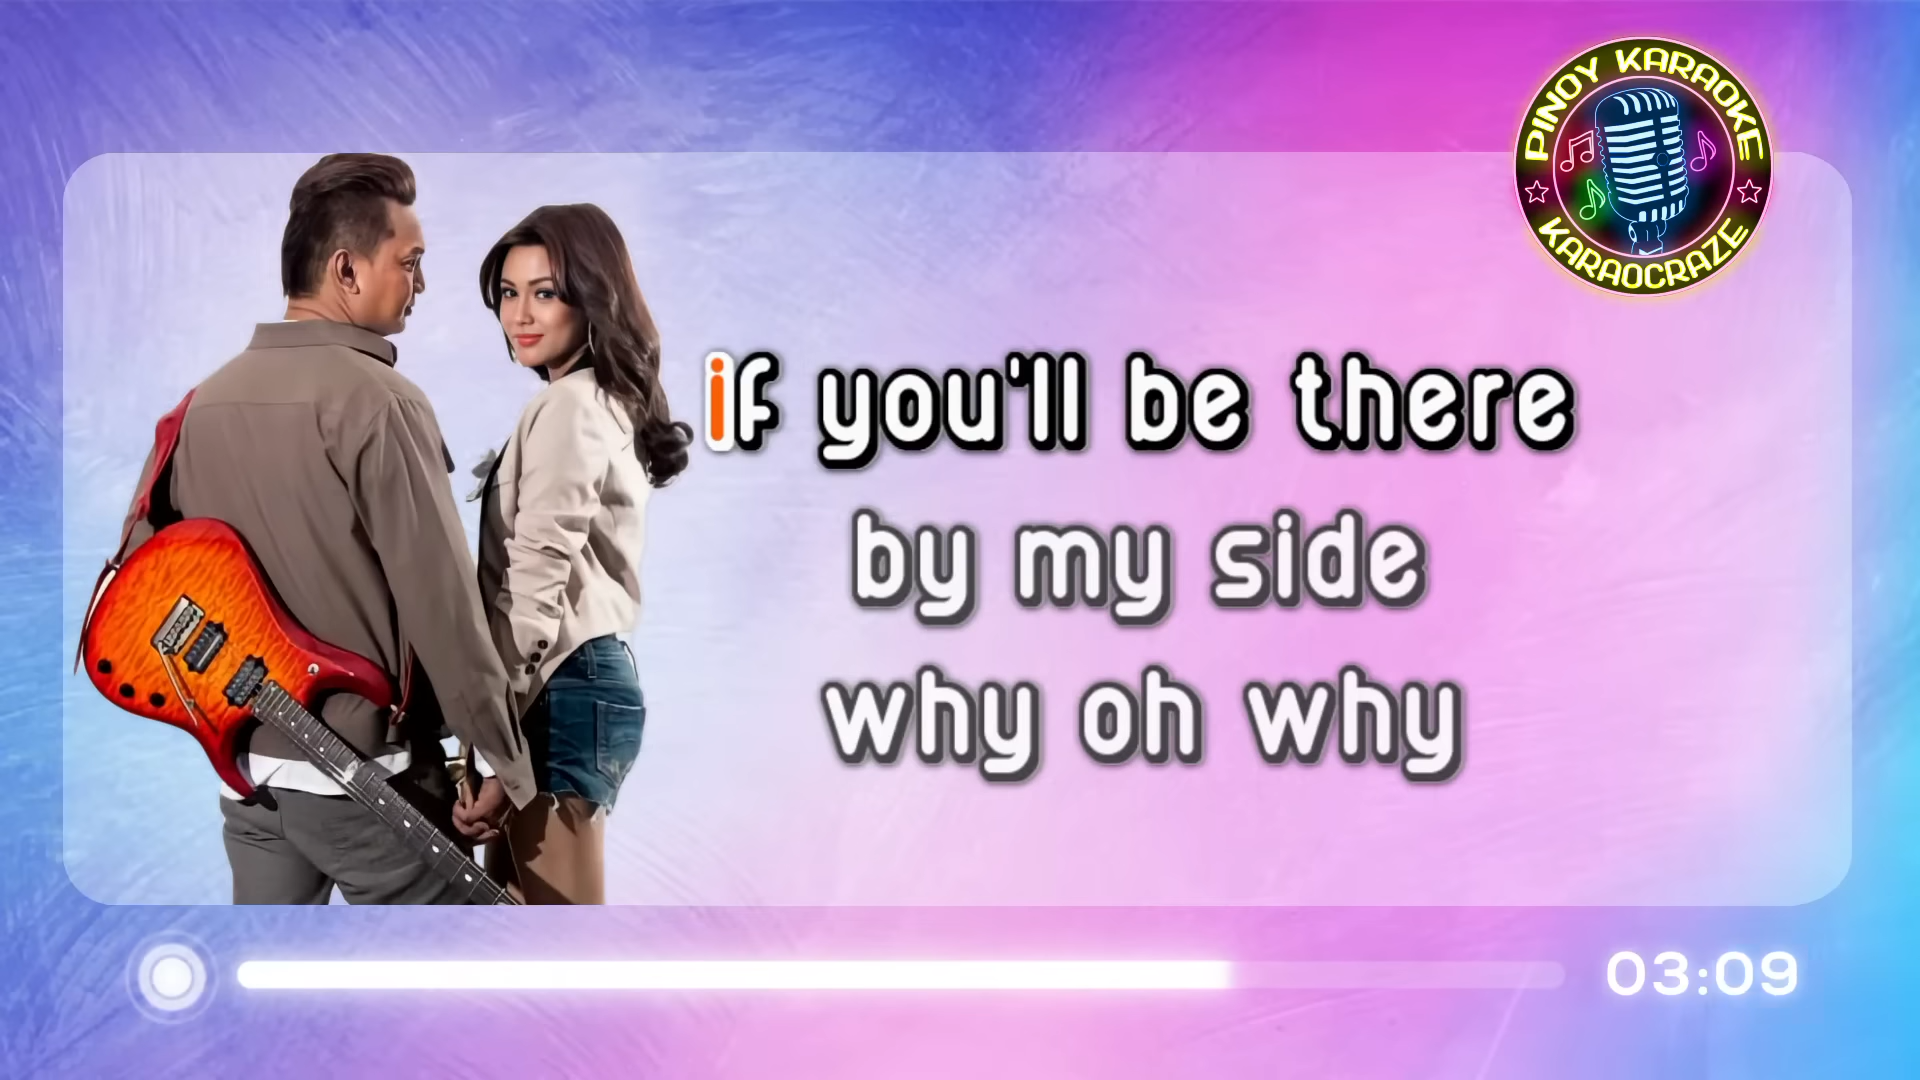 PINOY KARAOKE
KARAOCRAZE
if you'll be there
by my side
why oh why
03:09